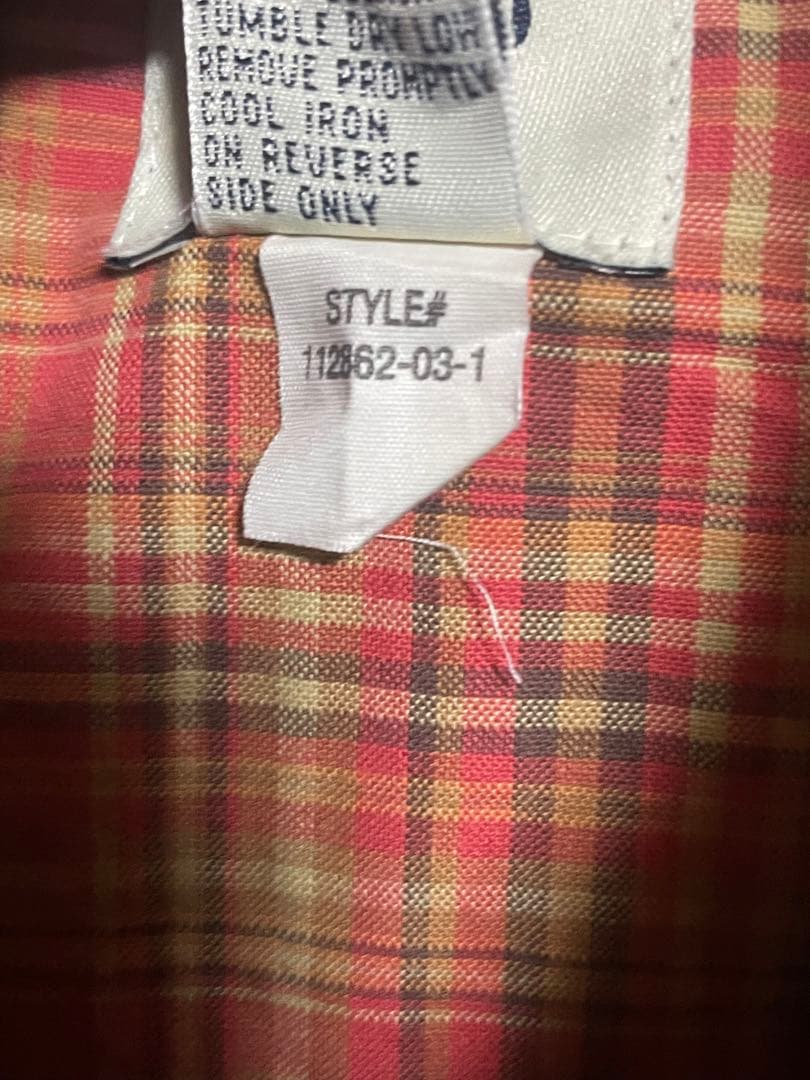 TUMBLE DRY LOW
REMOVE PROMPTLY
COOL IRON
ON REVERSE
SIDE ONLY
STYLE#
112862-03-1